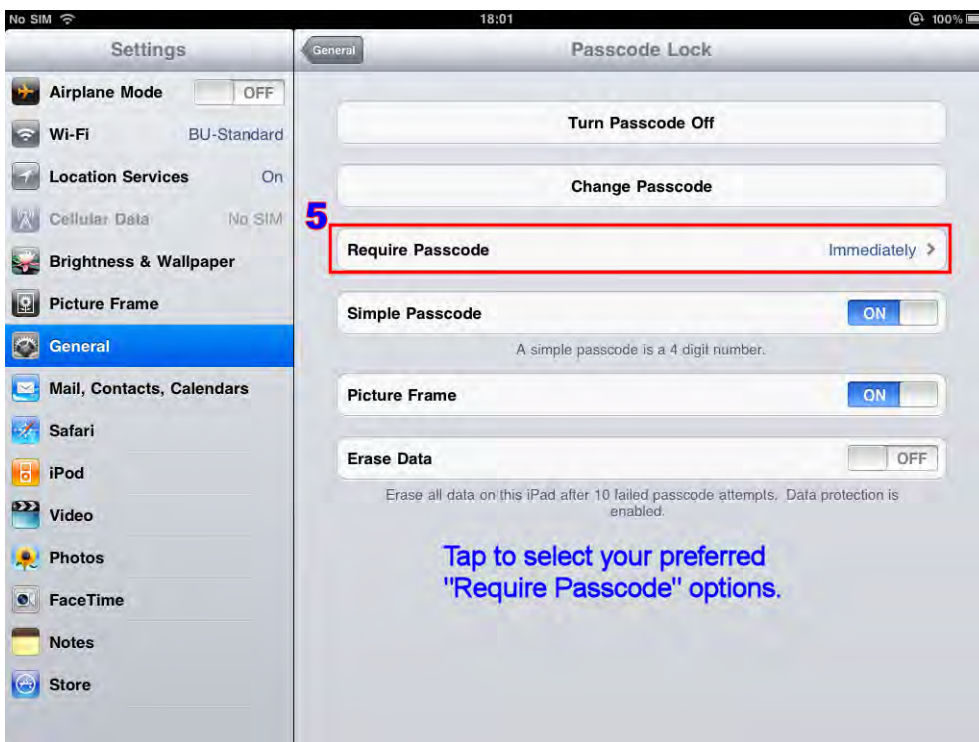 No SIM 18:01 100%
Settings
Airplane Mode OFF
Wi-Fi BU-Standard
Location Services On
Cellular Data No SIM
Brightness & Wallpaper
Picture Frame
General
Mail, Contacts, Calendars
Safari
iPod
Video
Photos
FaceTime
Notes
Store
General Passcode Lock
Turn Passcode Off
Change Passcode
5
Require Passcode Immediately >
Simple Passcode ON
A simple passcode is a 4 digit number.
Picture Frame ON
Erase Data OFF
Erase all data on this iPad after 10 failed passcode attempts. Data protection is
enabled.
Tap to select your preferred
"Require Passcode" options.